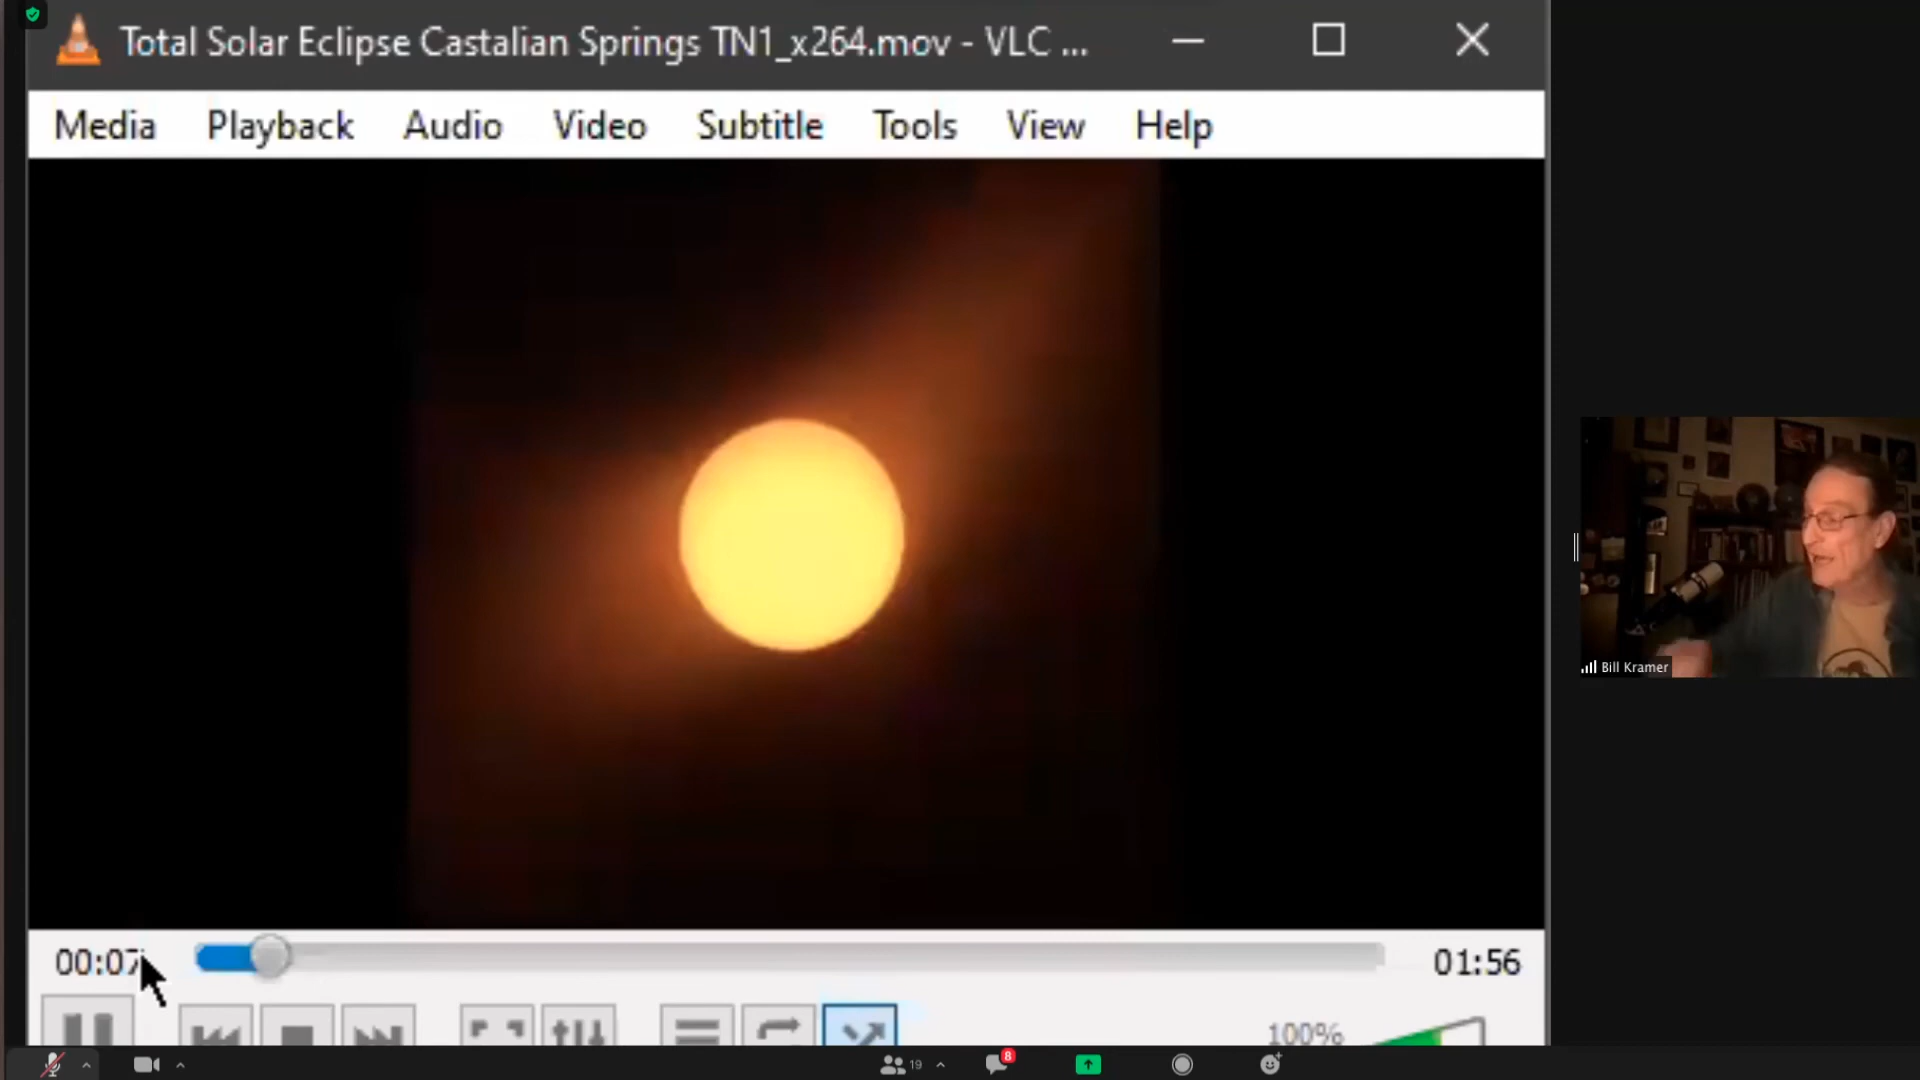 Total Solar Eclipse Castalian Springs TN1_x264.mov - VLC ...
Media Playback Audio Video Subtitle Tools View Help
Bill Kramer
00:07
01:56
100%
19
8